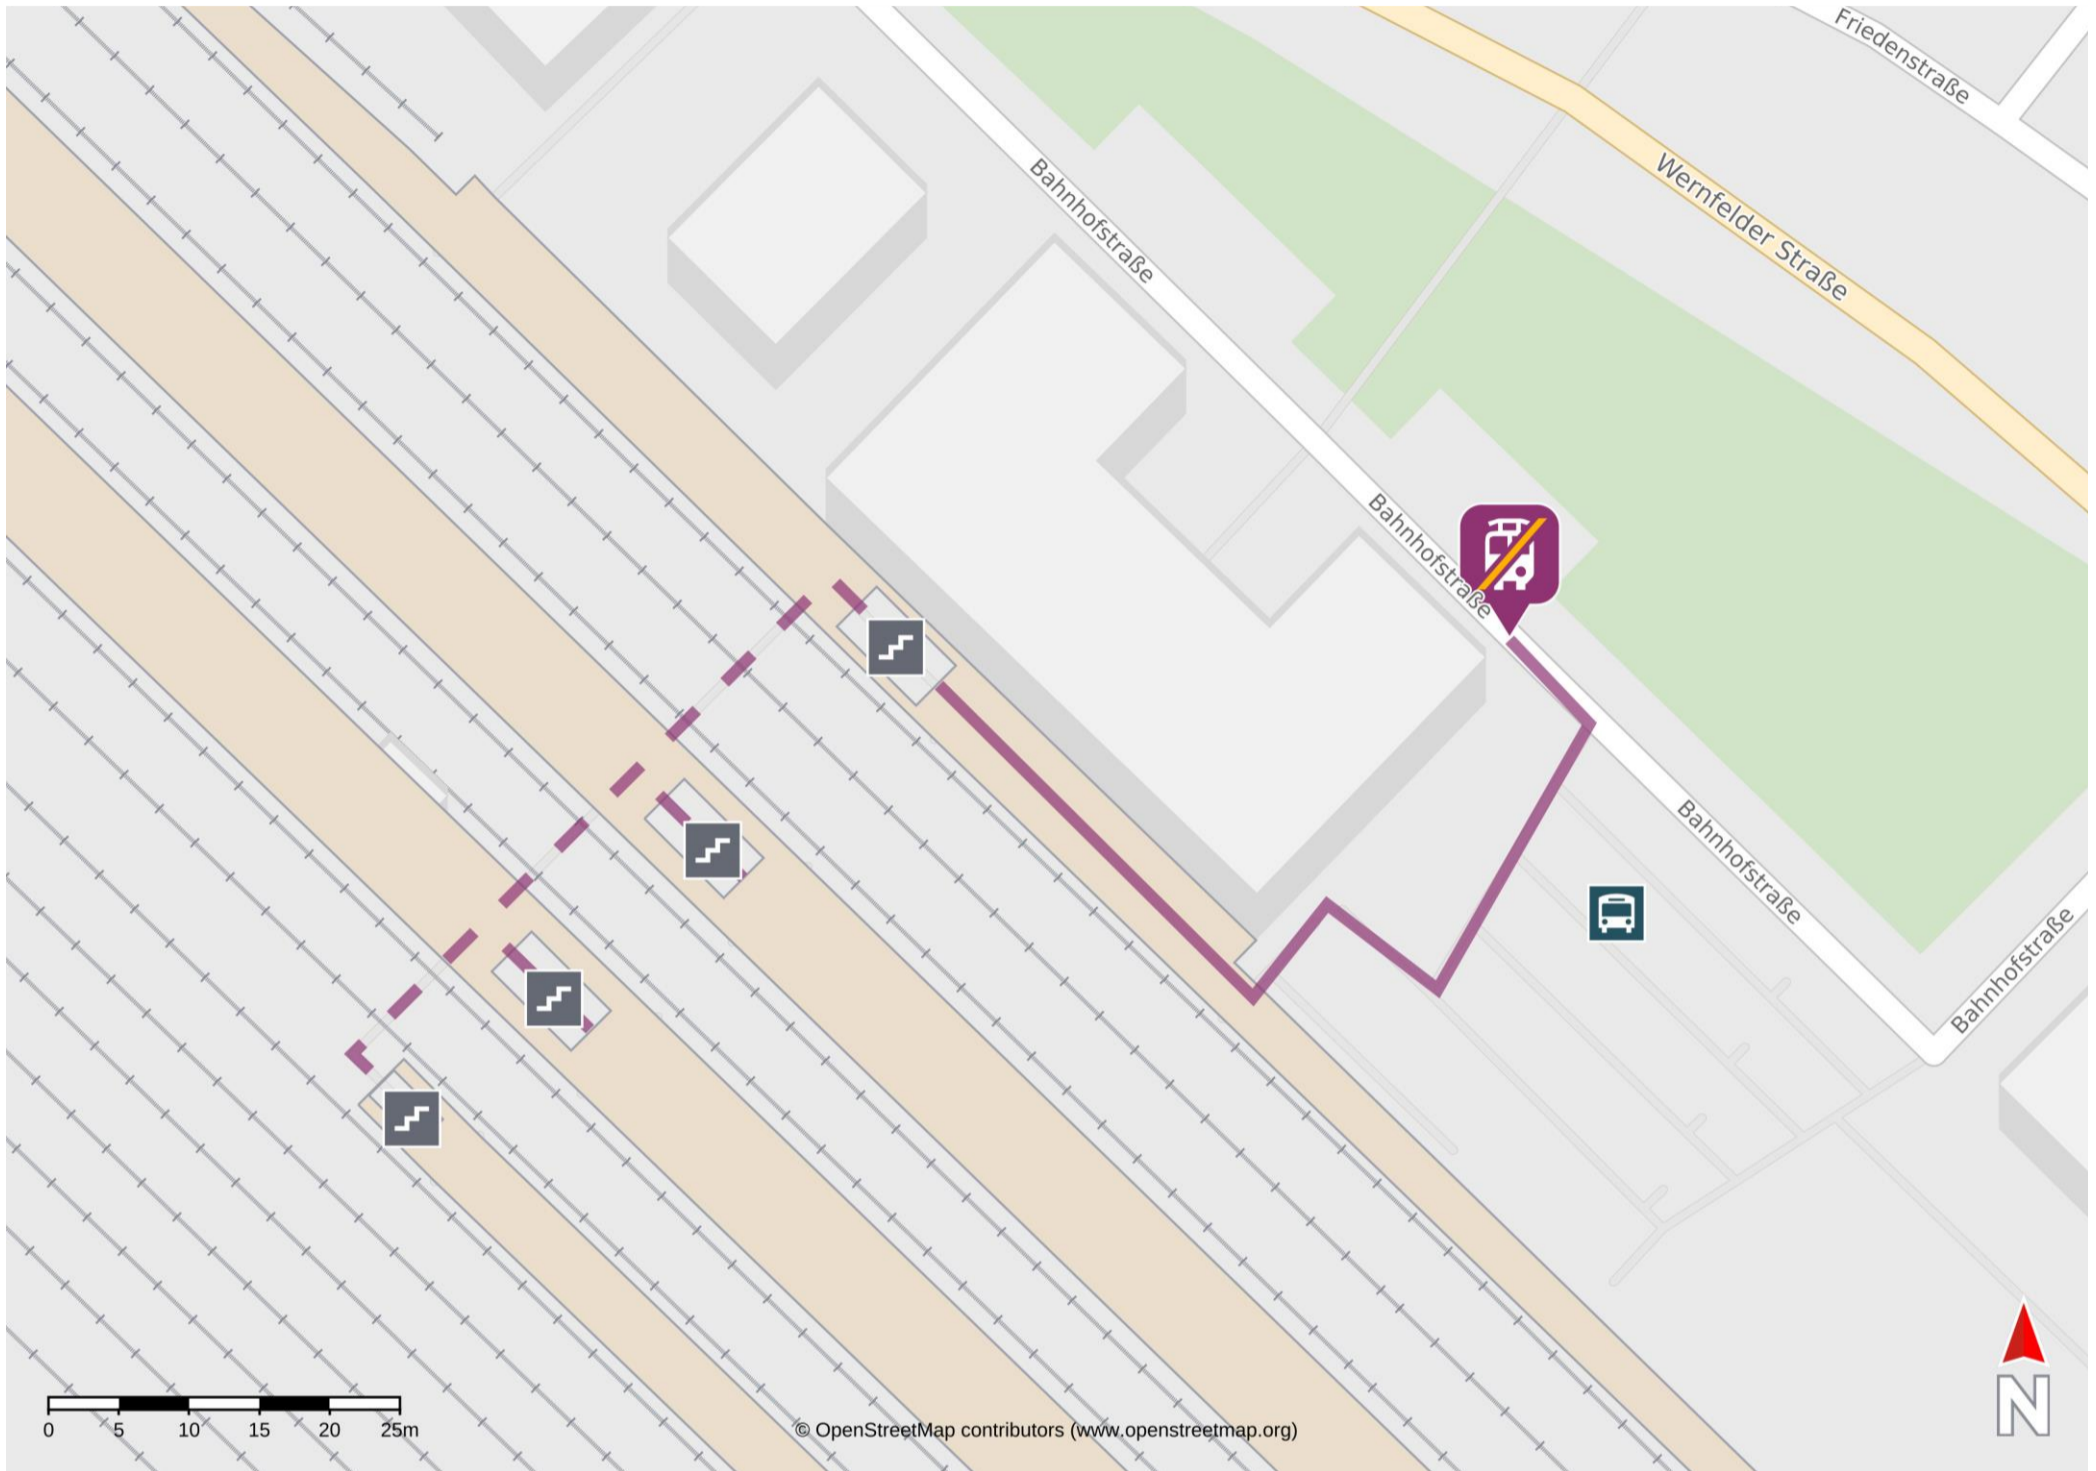 Friedenstraße
Wernfelder Straße
Bahnhofstraße
Bahnhofstraße
Bahnhofstraße
Bahnhofstraße
0 5 10 15 20 25m
© OpenStreetMap contributors (www.openstreetmap.org)
N